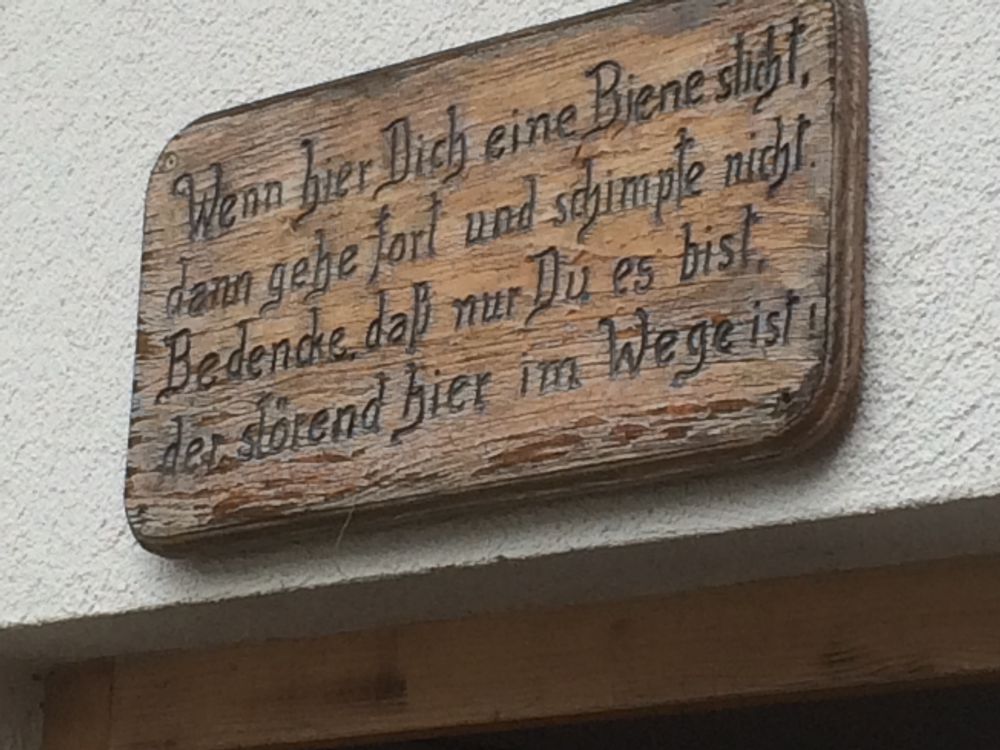 Wenn hier Dich eine Biene sticht,
dann gehe fort und schimpfe nicht.
Bedencke, daß nur Du es bist,
der störend hier im Wege ist!